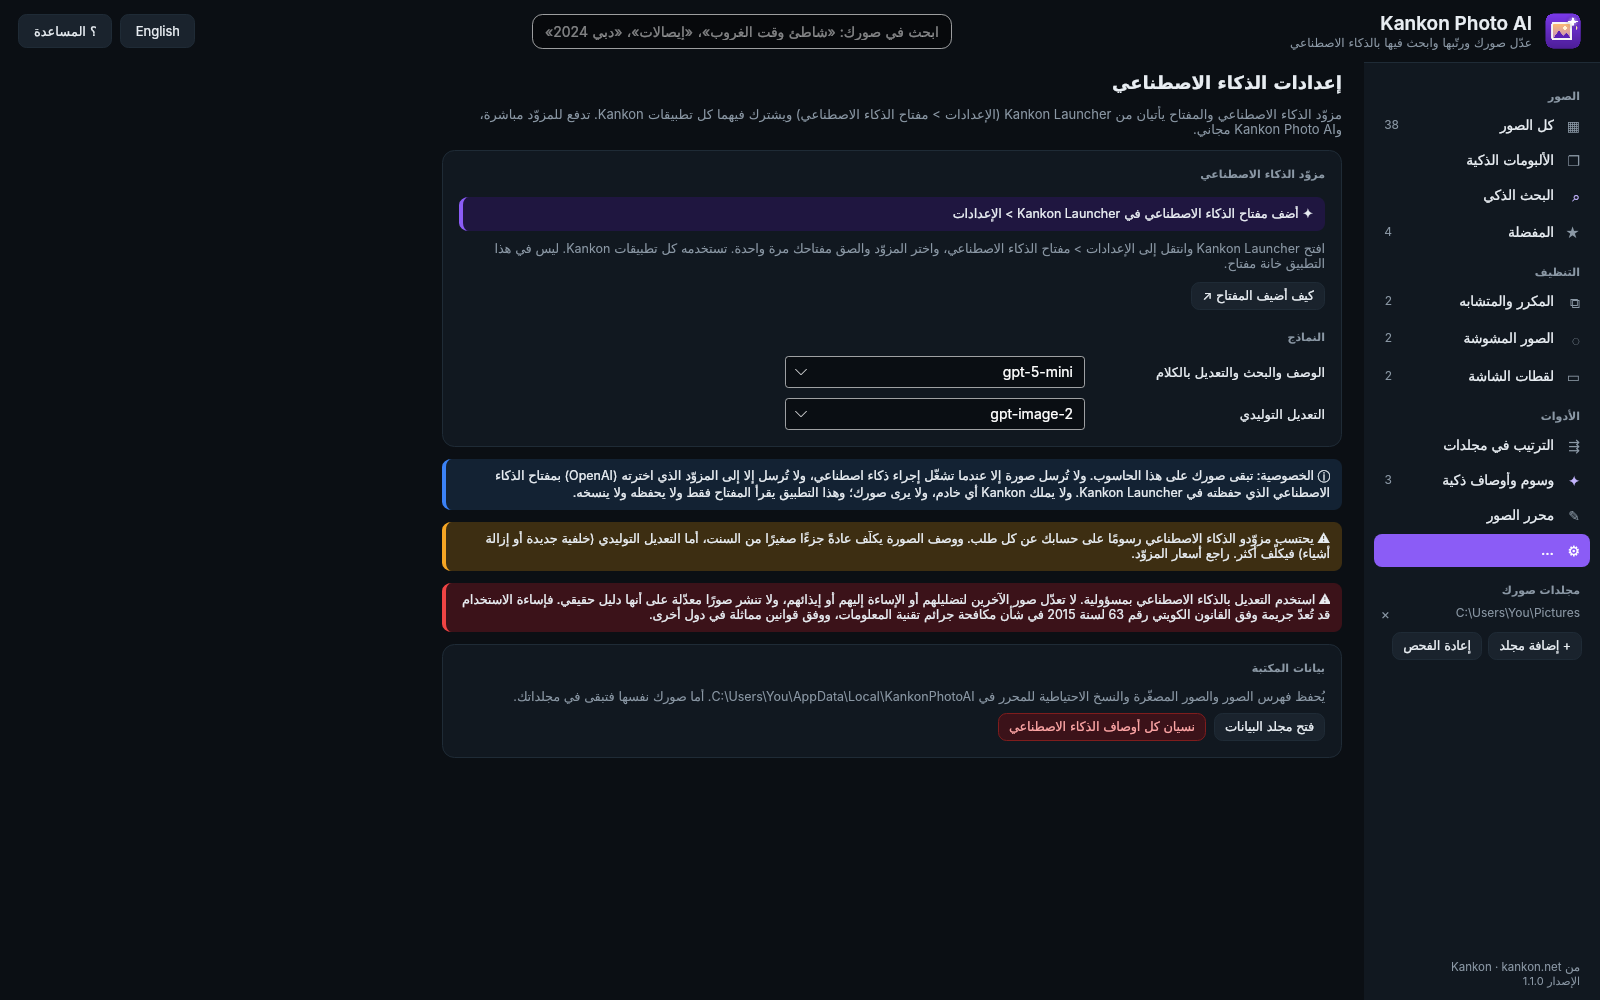 Kankon Photo AI
عدّل صورك ورتّبها وابحث فيها بالذكاء الاصطناعي
ابحث في صورك: «شاطئ وقت الغروب»، «إيصالات»، «دبي 2024»
English
؟ المساعدة
الصور
كل الصور 38
الألبومات الذكية
البحث الذكي
المفضلة 4
التنظيف
المكرر والمتشابه 2
الصور المشوشة 2
لقطات الشاشة 2
الأدوات
الترتيب في مجلدات
وسوم وأوصاف ذكية 3
محرر الصور
...
مجلدات صورك
C:\Users\You\Pictures ×
+ إضافة مجلد
إعادة الفحص
من Kankon · kankon.net
الإصدار 1.1.0
إعدادات الذكاء الاصطناعي
مزوّد الذكاء الاصطناعي والمفتاح يأتيان من Kankon Launcher (الإعدادات > مفتاح الذكاء الاصطناعي) ويشترك فيهما كل تطبيقات Kankon. تدفع للمزوّد مباشرة،
وKankon Photo AI مجاني.
مزوّد الذكاء الاصطناعي
✦ أضف مفتاح الذكاء الاصطناعي في Kankon Launcher > الإعدادات
افتح Kankon Launcher وانتقل إلى الإعدادات > مفتاح الذكاء الاصطناعي، واختر المزوّد والصق مفتاحك مرة واحدة. تستخدمه كل تطبيقات Kankon. ليس في هذا
التطبيق خانة مفتاح.
كيف أضيف المفتاح ↗
النماذج
الوصف والبحث والتعديل بالكلام
gpt-5-mini
التعديل التوليدي
gpt-image-2
ⓘ الخصوصية: تبقى صورك على هذا الحاسوب. ولا تُرسل صورة إلا عندما تشغّل إجراء ذكاء اصطناعي، ولا تُرسل إلا إلى المزوّد الذي اخترته (OpenAI) بمفتاح الذكاء
الاصطناعي الذي حفظته في Kankon Launcher. ولا يملك Kankon أي خادم، ولا يرى صورك؛ وهذا التطبيق يقرأ المفتاح فقط ولا يحفظه ولا ينسخه.
⚠ يحتسب مزوّدو الذكاء الاصطناعي رسومًا على حسابك عن كل طلب. ووصف الصورة يكلّف عادةً جزءًا صغيرًا من السنت، أما التعديل التوليدي (خلفية جديدة أو إزالة
أشياء) فيكلّف أكثر. راجع أسعار المزوّد.
⚠ استخدم التعديل بالذكاء الاصطناعي بمسؤولية. لا تعدّل صور الآخرين لتضليلهم أو الإساءة إليهم أو إيذائهم، ولا تنشر صورًا معدّلة على أنها دليل حقيقي. فإساءة الاستخدام
قد تُعدّ جريمة وفق القانون الكويتي رقم 63 لسنة 2015 في شأن مكافحة جرائم تقنية المعلومات، ووفق قوانين مماثلة في دول أخرى.
بيانات المكتبة
يُحفظ فهرس الصور والصور المصغّرة والنسخ الاحتياطية للمحرر في C:\Users\You\AppData\Local\KankonPhotoAI. أما صورك نفسها فتبقى في مجلداتك.
فتح مجلد البيانات
نسيان كل أوصاف الذكاء الاصطناعي